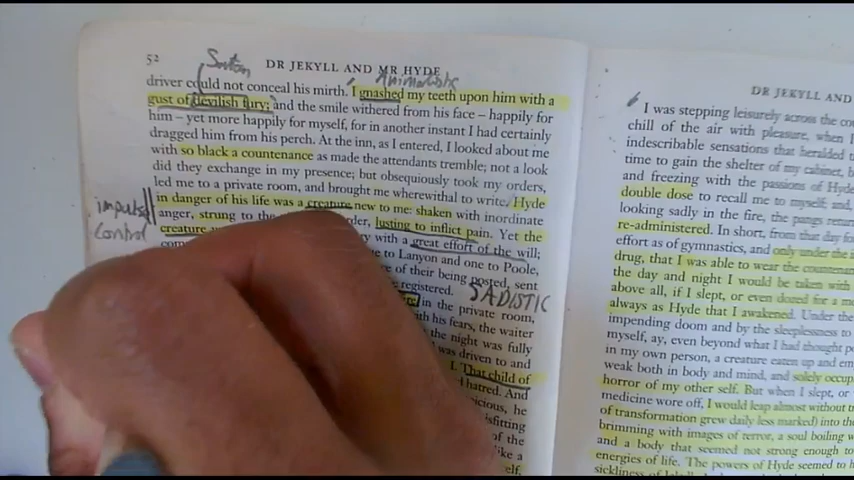 52
Satan
DR JEKYLL AND MR HYDE
Animalistic
driver could not conceal his mirth. I gnashed my teeth upon him with a
gust of devilish fury; and the smile withered from his face – happily for
him – yet more happily for myself, for in another instant I had certainly
dragged him from his perch. At the inn, as I entered, I looked about me
with so black a countenance as made the attendants tremble; not a look
did they exchange in my presence; but obsequiously took my orders,
led me to a private room, and brought me wherewithal to write. Hyde
in danger of his life was a creature new to me: shaken with inordinate
anger, strung to the
order, lusting to inflict pain. Yet the
creature
with a great effort of the will;
to Lanyon and one to Poole,
of their being posted, sent
registered.
in the private room,
his fears, the waiter
the night was fully
was driven to and
I. That child of
hatred. And
he
of the
like a
self,
impulse
control
SADISTIC
DR JEKYLL AND
I was stepping leisurely across the
chill of the air with pleasure, when
indescribable sensations that heralded
time to gain the shelter of my cabinet,
and freezing with the passions of Hyde
double dose to recall me to myself; and,
looking sadly in the fire, the pangs
re-administered. In short, from that day
effort as of gymnastics, and only under the
drug, that I was able to wear the
the day and night I would be taken with
above all, if I slept, or even dozed for a
always as Hyde that I awakened. Under the
impending doom and by the sleeplessness to
myself, ay, even beyond what I had thought
in my own person, a creature eaten up and
weak both in body and mind, and solely
horror of my other self. But when I slept, or
medicine wore off, I would leap almost without
of transformation grew daily less marked) into the
brimming with images of terror, a soul boiling
and a body that seemed not strong enough to
energies of life. The powers of Hyde seemed to
sickliness of